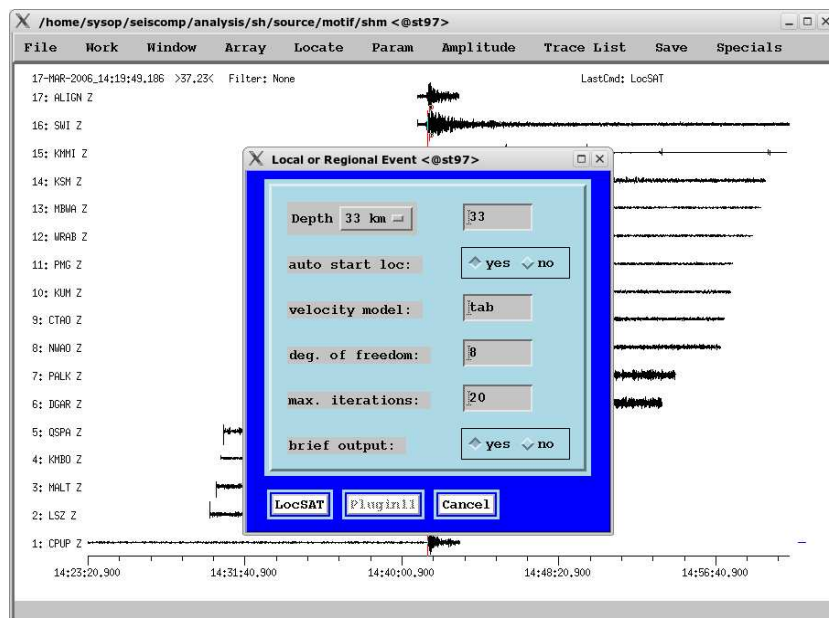 /home/sysop/seiscomp/analysis/sh/source/motif/shm <@st97>
File Work Window Array Locate Param Amplitude Trace List Save Specials
17-MAR-2006_14:19:49.186 >37.23< Filter: None LastCmd: LocSAT
17: ALIGN Z
16: SWI Z
15: KMMI Z
14: KSM Z
13: MBWA Z
12: WRAB Z
11: PMG Z
10: KUM Z
9: CTAO Z
8: NWAO Z
7: PALK Z
6: DGAR Z
5: QSPA Z
4: KMBO Z
3: MALT Z
2: LSZ Z
1: CPUP Z
14:23:20,900 14:31:40,900 14:40:00,900 14:48:20,900 14:56:40,900
Local or Regional Event <@st97>
Depth 33 km 33
auto start loc: yes no
velocity model: tab
deg. of freedom: 8
max. iterations: 20
brief output: yes no
LocSAT Plugin11 Cancel